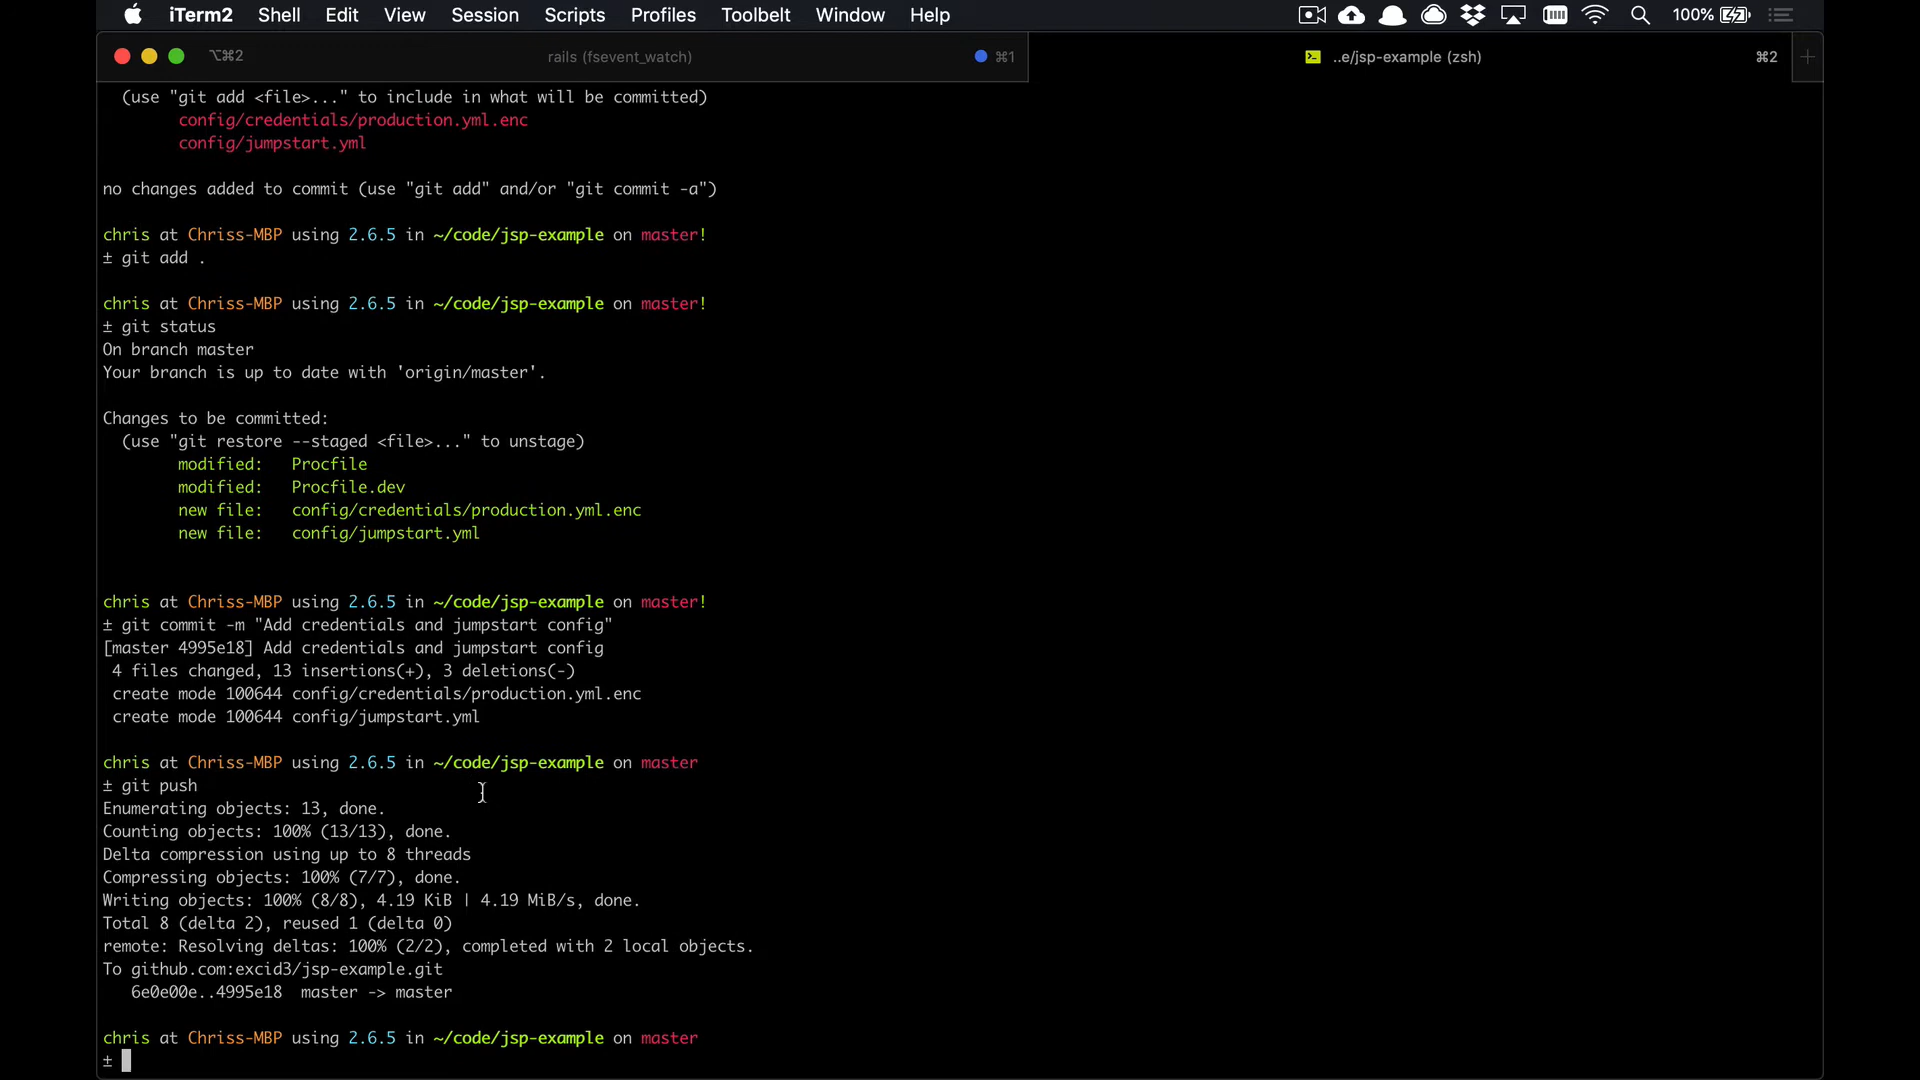 iTerm2 Shell Edit View Session Scripts Profiles Toolbelt Window Help 100%
⌥⌘2 rails (fsevent_watch) ⌘1 ..e/jsp-example (zsh) ⌘2
(use "git add <file>..." to include in what will be committed)
config/credentials/production.yml.enc
config/jumpstart.yml
no changes added to commit (use "git add" and/or "git commit -a")
chris at Chriss-MBP using 2.6.5 in ~/code/jsp-example on master!
± git add .
chris at Chriss-MBP using 2.6.5 in ~/code/jsp-example on master!
± git status
On branch master
Your branch is up to date with 'origin/master'.
Changes to be committed:
(use "git restore --staged <file>..." to unstage)
modified: Procfile
modified: Procfile.dev
new file: config/credentials/production.yml.enc
new file: config/jumpstart.yml
chris at Chriss-MBP using 2.6.5 in ~/code/jsp-example on master!
± git commit -m "Add credentials and jumpstart config"
[master 4995e18] Add credentials and jumpstart config
4 files changed, 13 insertions(+), 3 deletions(-)
create mode 100644 config/credentials/production.yml.enc
create mode 100644 config/jumpstart.yml
chris at Chriss-MBP using 2.6.5 in ~/code/jsp-example on master
± git push
Enumerating objects: 13, done.
Counting objects: 100% (13/13), done.
Delta compression using up to 8 threads
Compressing objects: 100% (7/7), done.
Writing objects: 100% (8/8), 4.19 KiB | 4.19 MiB/s, done.
Total 8 (delta 2), reused 1 (delta 0)
remote: Resolving deltas: 100% (2/2), completed with 2 local objects.
To github.com:excid3/jsp-example.git
6e0e00e..4995e18 master -> master
chris at Chriss-MBP using 2.6.5 in ~/code/jsp-example on master
±